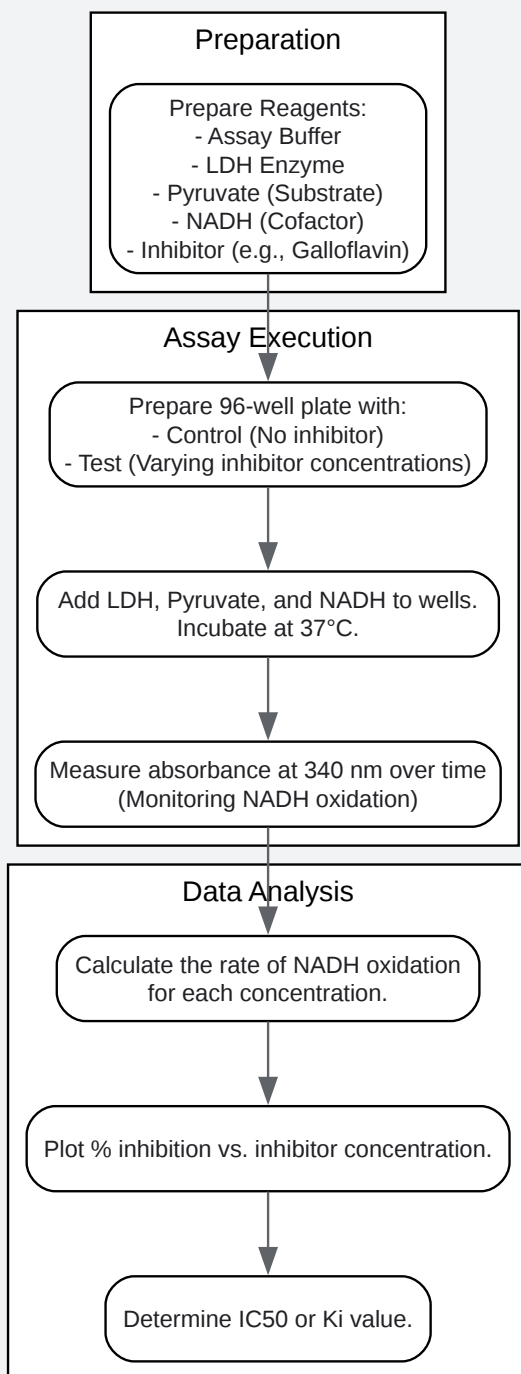 Preparation
Prepare Reagents:
- Assay Buffer
- LDH Enzyme
- Pyruvate (Substrate)
- NADH (Cofactor)
- Inhibitor (e.g., Galloflavin)
Assay Execution
Prepare 96-well plate with:
- Control (No inhibitor)
- Test (Varying inhibitor concentrations)
Add LDH, Pyruvate, and NADH to wells.
Incubate at 37°C.
Measure absorbance at 340 nm over time
(Monitoring NADH oxidation)
Data Analysis
Calculate the rate of NADH oxidation
for each concentration.
Plot % inhibition vs. inhibitor concentration.
Determine IC50 or Ki value.